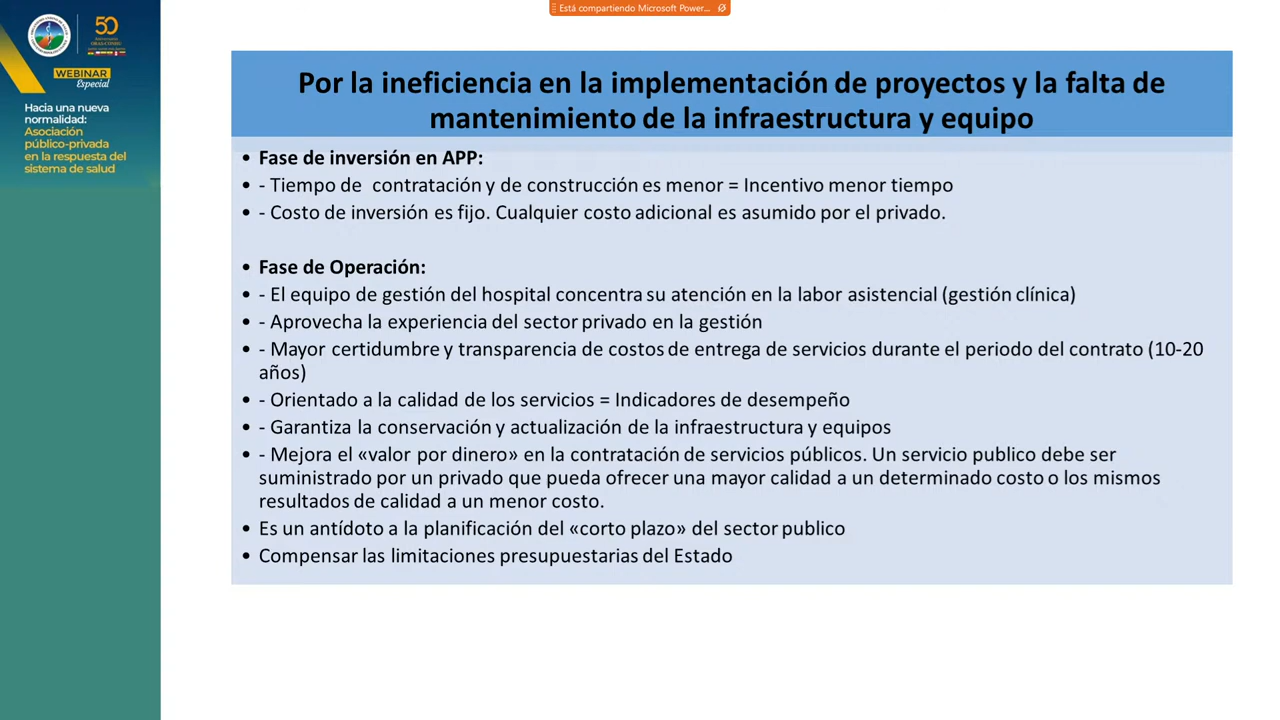 Está compartiendo Microsoft Power...
50
Aniversario
ORAS-CONHU
WEBINAR
Especial
Hacia una nueva
normalidad:
Asociación
público-privada
en la respuesta del
sistema de salud
Por la ineficiencia en la implementación de proyectos y la falta de
mantenimiento de la infraestructura y equipo
• Fase de inversión en APP:
• - Tiempo de contratación y de construcción es menor = Incentivo menor tiempo
• - Costo de inversión es fijo. Cualquier costo adicional es asumido por el privado.
• Fase de Operación:
• - El equipo de gestión del hospital concentra su atención en la labor asistencial (gestión clínica)
• - Aprovecha la experiencia del sector privado en la gestión
• - Mayor certidumbre y transparencia de costos de entrega de servicios durante el periodo del contrato (10-20
años)
• - Orientado a la calidad de los servicios = Indicadores de desempeño
• - Garantiza la conservación y actualización de la infraestructura y equipos
• - Mejora el «valor por dinero» en la contratación de servicios públicos. Un servicio publico debe ser
suministrado por un privado que pueda ofrecer una mayor calidad a un determinado costo o los mismos
resultados de calidad a un menor costo.
• Es un antídoto a la planificación del «corto plazo» del sector publico
• Compensar las limitaciones presupuestarias del Estado